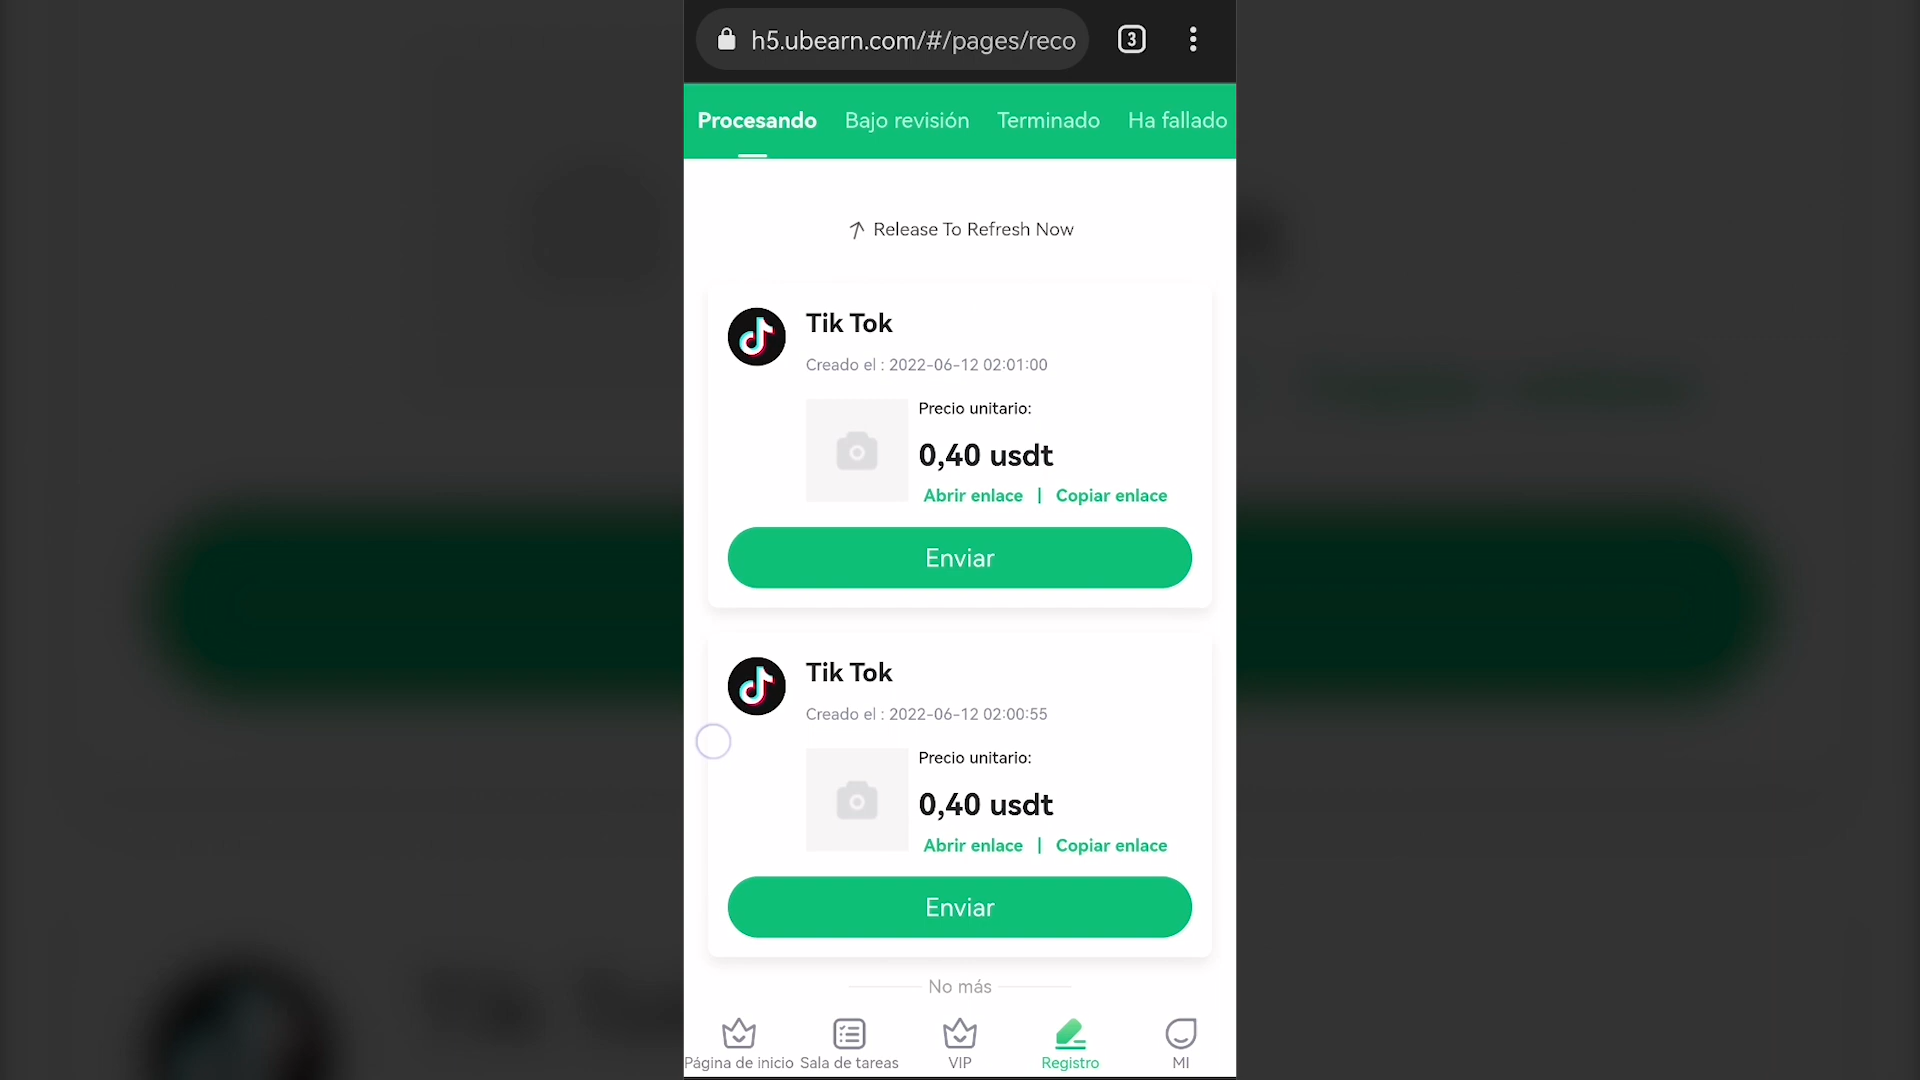 h5.ubearn.com/#/pages/reco
3
Procesando Bajo revisión Terminado Ha fallado
Release To Refresh Now
Tik Tok
Creado el : 2022-06-12 02:01:00
Precio unitario:
0,40 usdt
Abrir enlace | Copiar enlace
Enviar
Tik Tok
Creado el : 2022-06-12 02:00:55
Precio unitario:
0,40 usdt
Abrir enlace | Copiar enlace
Enviar
No más
Página de inicio Sala de tareas VIP Registro MI